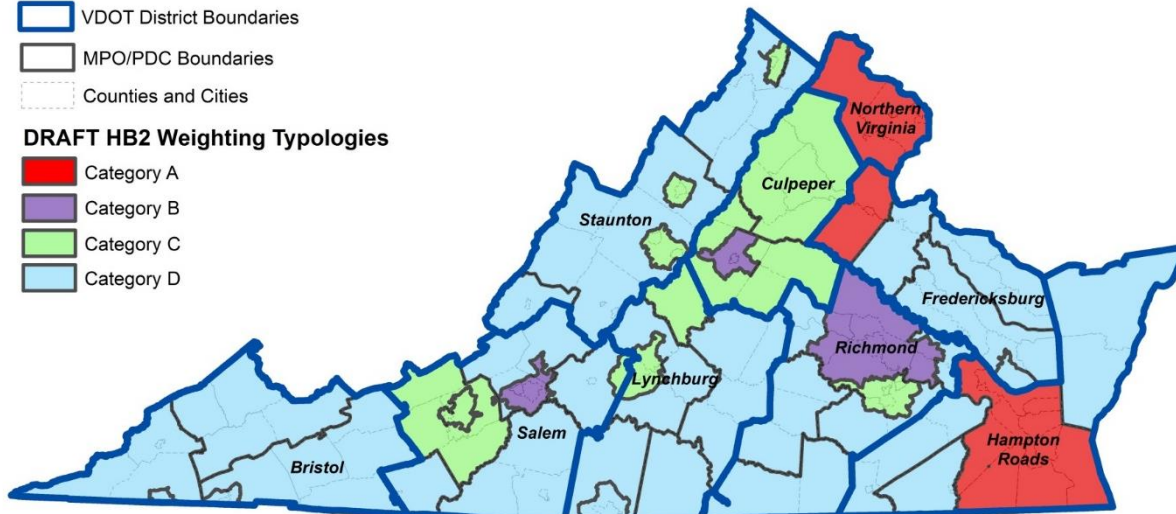 VDOT District Boundaries
MPO/PDC Boundaries
Counties and Cities
DRAFT HB2 Weighting Typologies
Category A
Category B
Category C
Category D
Northern
Virginia
Culpeper
Staunton
Fredericksburg
Richmond
Lynchburg
Salem
Hampton
Roads
Bristol